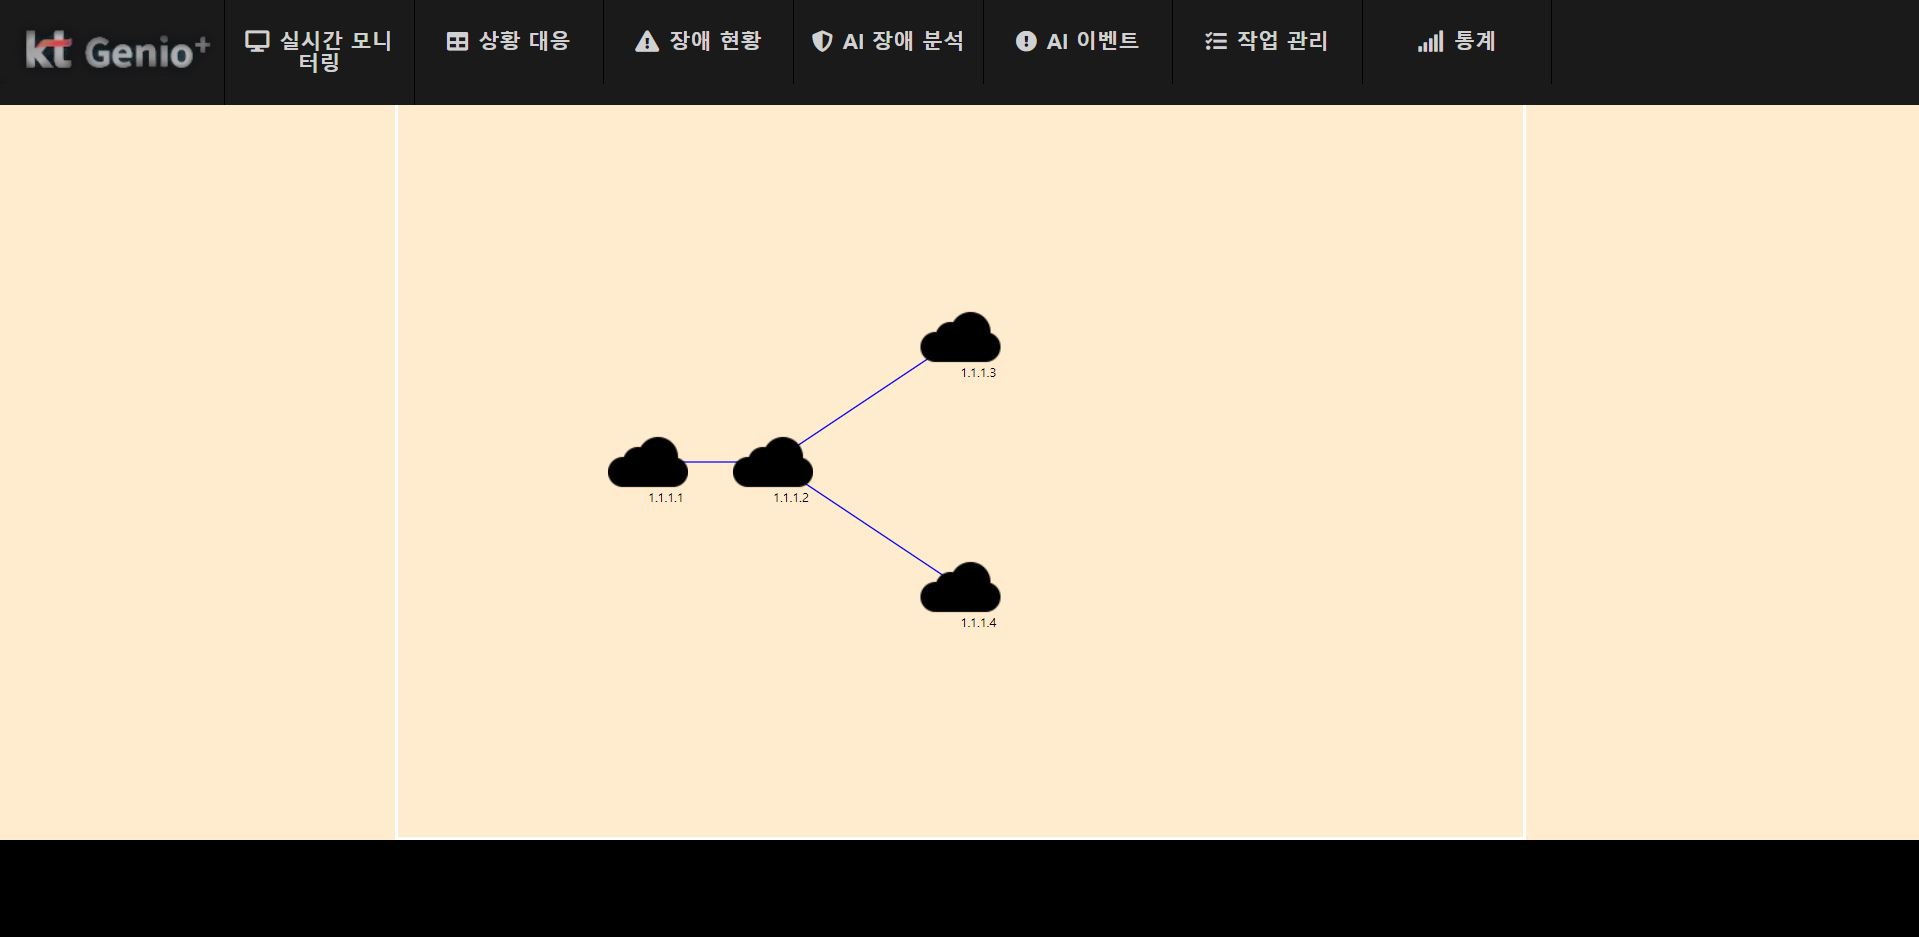 kt Genio+
실시간 모니
터링
상황 대응
장애 현황
AI 장애 분석
AI 이벤트
작업 관리
통계
1.1.1.3
1.1.1.1
1.1.1.2
1.1.1.4